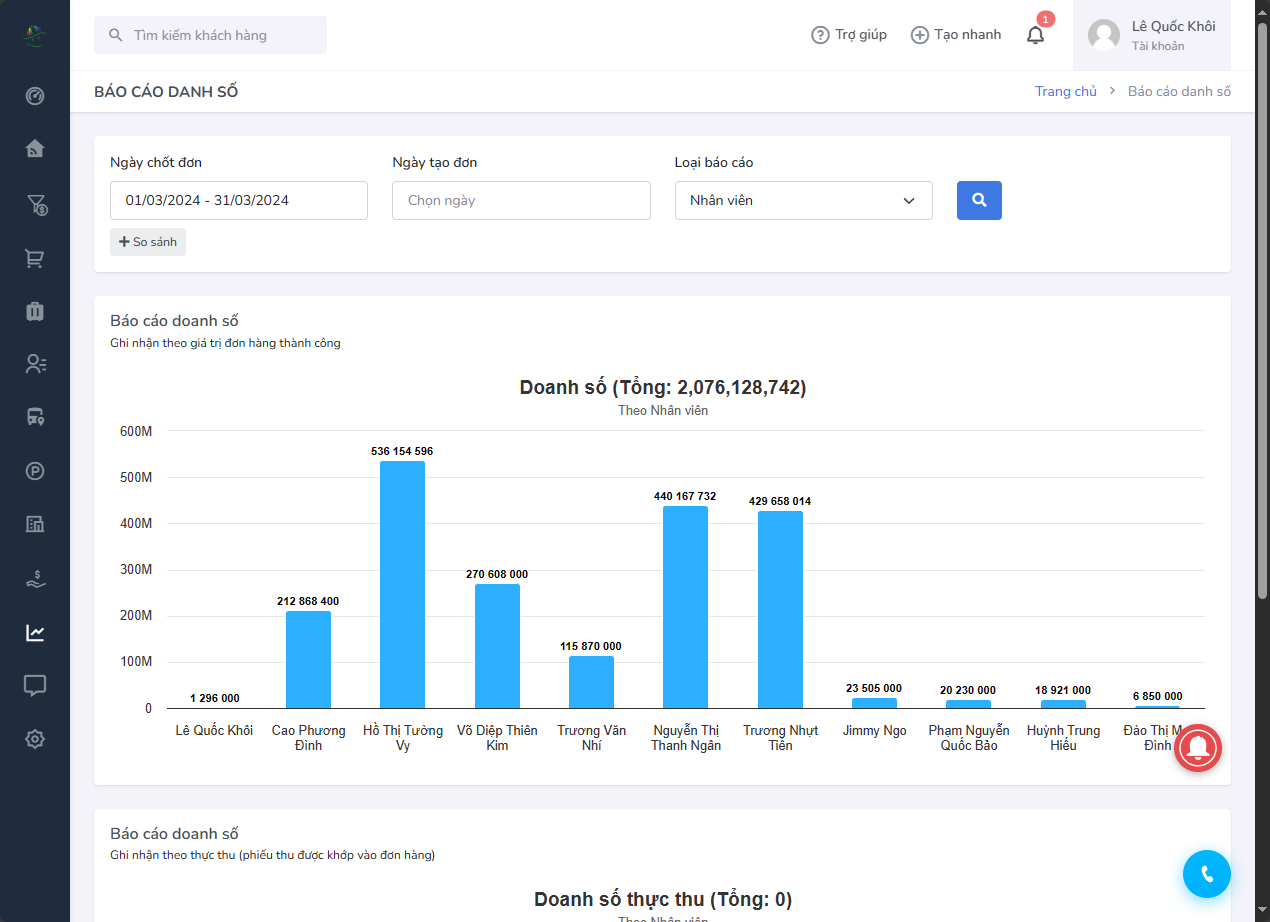 Tìm kiếm khách hàng
Trợ giúp
Tạo nhanh
1
Lê Quốc Khôi
Tài khoản
BÁO CÁO DANH SỐ
Trang chủ > Báo cáo danh số
Ngày chốt đơn
Ngày tạo đơn
Loại báo cáo
01/03/2024 - 31/03/2024
Chọn ngày
Nhân viên
+ So sánh
Báo cáo doanh số
Ghi nhận theo giá trị đơn hàng thành công
Doanh số (Tổng: 2,076,128,742)
Theo Nhân viên
600M
500M
400M
300M
200M
100M
0
1 296 000
212 868 400
536 154 596
270 608 000
115 870 000
440 167 732
429 658 014
23 505 000
20 230 000
18 921 000
6 850 000
Lê Quốc Khôi
Cao Phương
Đình
Hồ Thị Tường
Vy
Võ Diệp Thiên
Kim
Trương Văn
Nhí
Nguyễn Thị
Thanh Ngân
Trương Nhựt
Tiến
Jimmy Ngo
Phạm Nguyễn
Quốc Bảo
Huỳnh Trung
Hiếu
Đào Thị
Đình
Báo cáo doanh số
Ghi nhận theo thực thu (phiếu thu được khớp vào đơn hàng)
Doanh số thực thu (Tổng: 0)
Theo Nhân viên